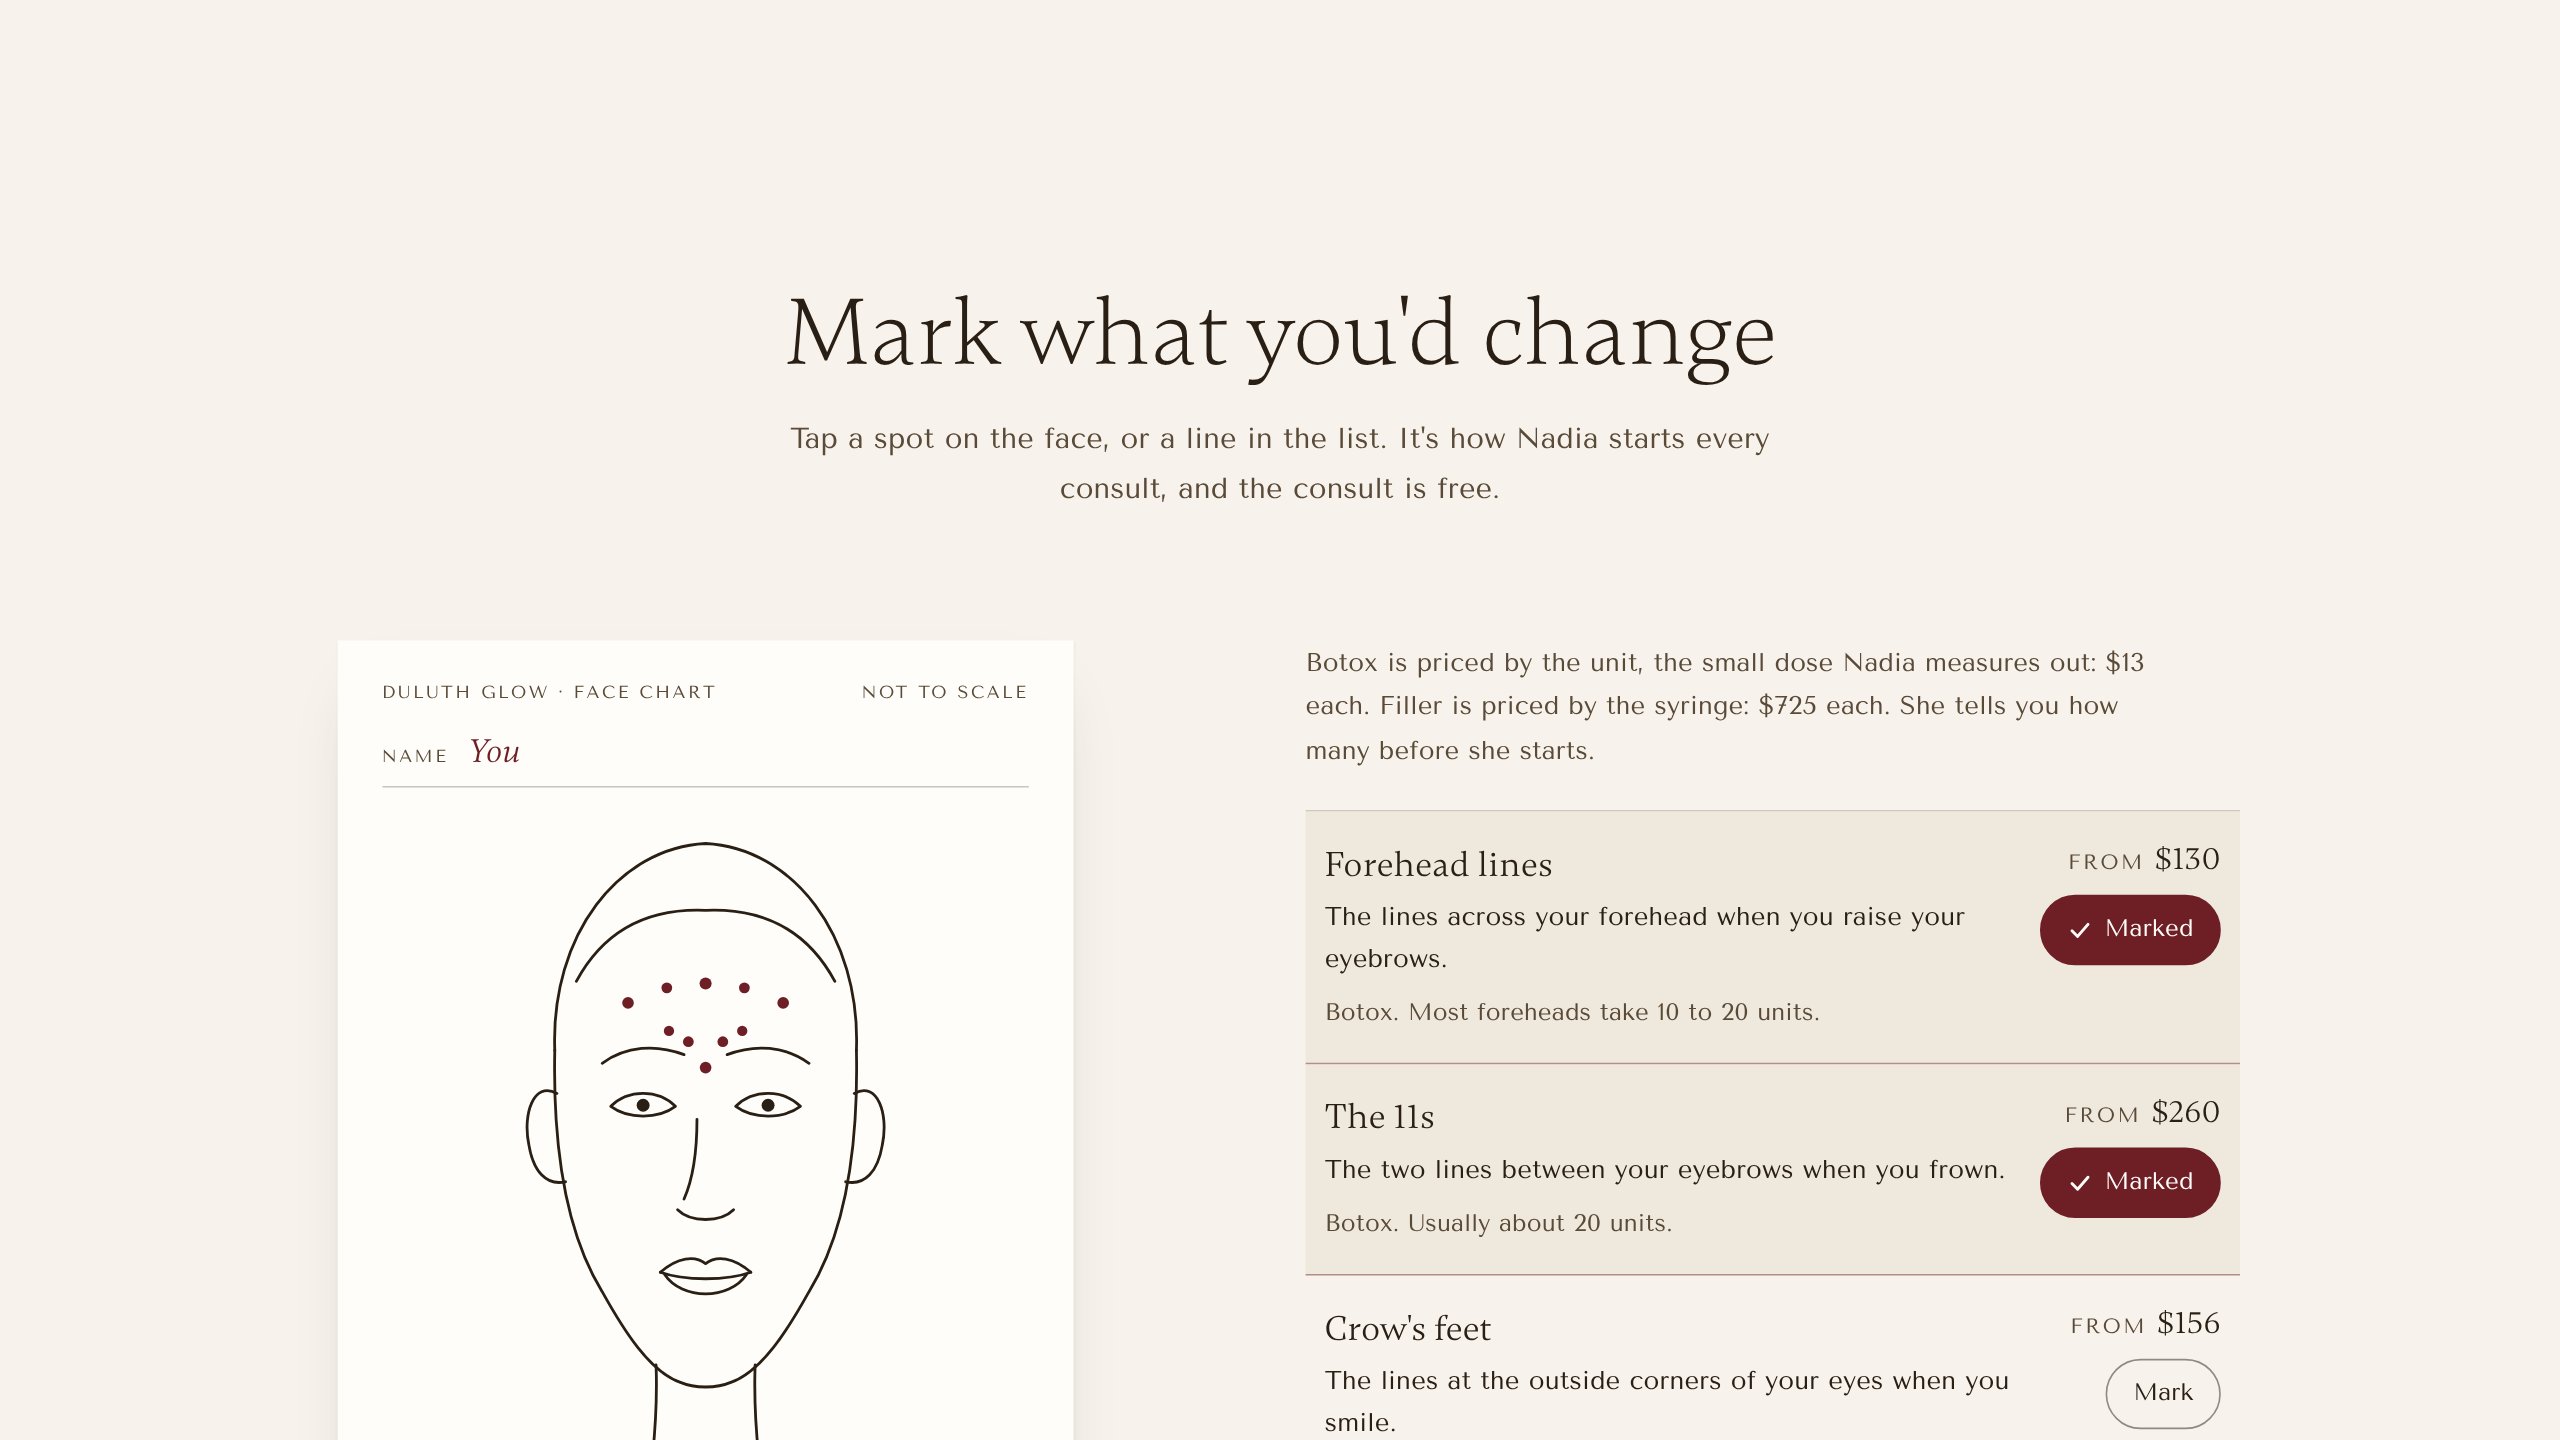 Mark what you'd change
Tap a spot on the face, or a line in the list. It's how Nadia starts every
consult, and the consult is free.
DULUTH GLOW · FACE CHART
NOT TO SCALE
NAME You
Botox is priced by the unit, the small dose Nadia measures out: $13
each. Filler is priced by the syringe: $725 each. She tells you how
many before she starts.
Forehead lines
FROM $130
The lines across your forehead when you raise your
eyebrows.
Marked
Botox. Most foreheads take 10 to 20 units.
The 11s
FROM $260
The two lines between your eyebrows when you frown.
Marked
Botox. Usually about 20 units.
Crow's feet
FROM $156
The lines at the outside corners of your eyes when you
smile.
Mark